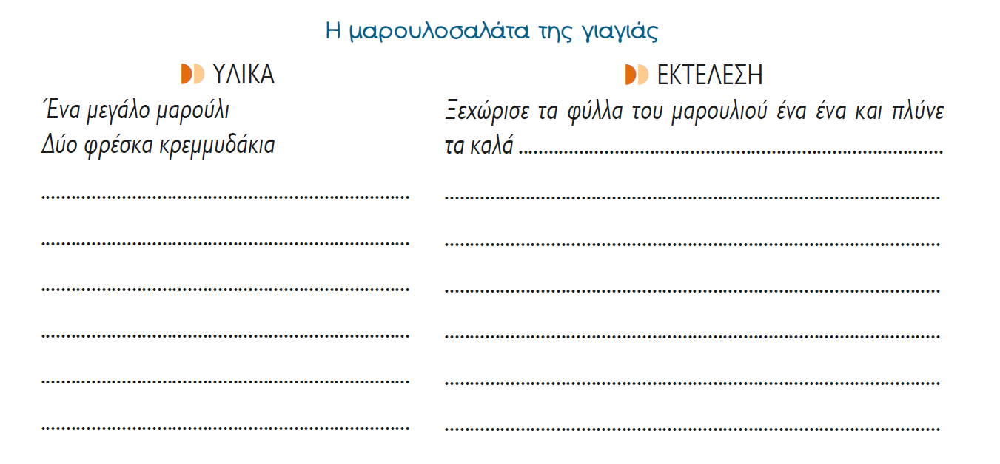 Η μαρουλοσαλάτα της γιαγιάς
ΥΛΙΚΑ
Ένα μεγάλο μαρούλι
Δύο φρέσκα κρεμμυδάκια
..........................................................................
..........................................................................
..........................................................................
..........................................................................
..........................................................................
..........................................................................
ΕΚΤΕΛΕΣΗ
Ξεχώρισε τα φύλλα του μαρουλιού ένα ένα και πλύνε
τα καλά ....................................................................................
..................................................................................................
..................................................................................................
..................................................................................................
..................................................................................................
..................................................................................................
..................................................................................................